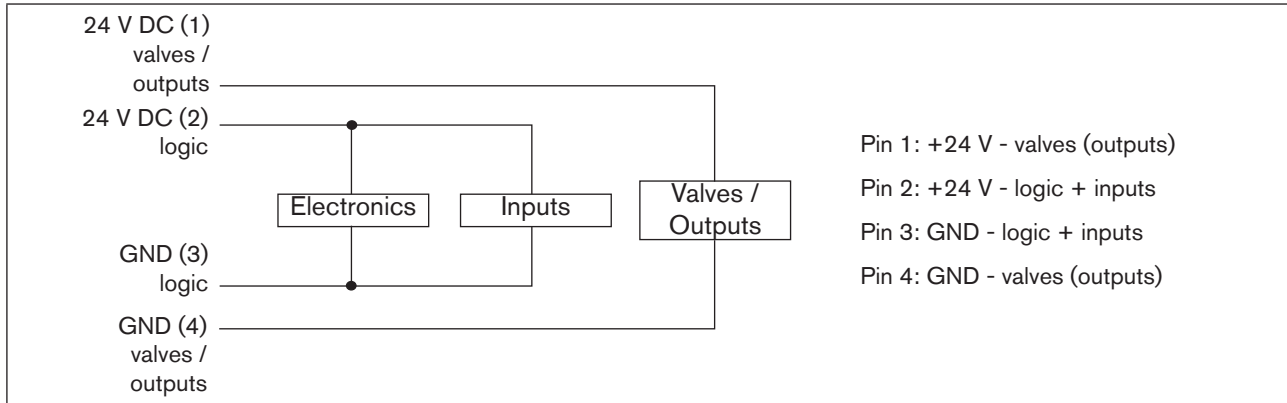 24 V DC (1)
valves /
outputs
24 V DC (2)
logic
Electronics
Inputs
Valves /
Outputs
GND (3)
logic
GND (4)
valves /
outputs
Pin 1: +24 V - valves (outputs)
Pin 2: +24 V - logic + inputs
Pin 3: GND - logic + inputs
Pin 4: GND - valves (outputs)